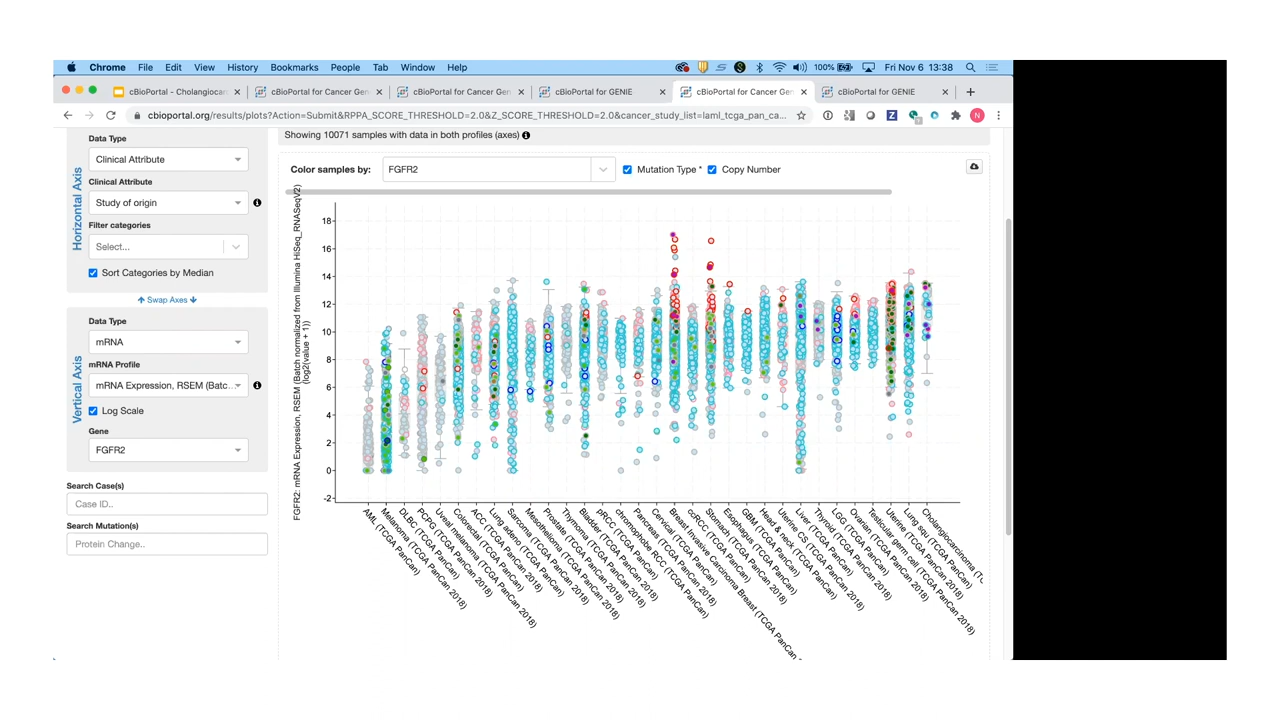 Chrome File Edit View History Bookmarks People Tab Window Help 100% Fri Nov 6 13:38
cBioPortal - Cholangiocar cBioPortal for Cancer Gen cBioPortal for Cancer Gen cBioPortal for GENIE cBioPortal for Cancer Gen cBioPortal for GENIE
cbioportal.org/results/plots?Action=Submit&RPPA_SCORE_THRESHOLD=2.0&Z_SCORE_THRESHOLD=2.0&cancer_study_list=laml_tcga_pan_ca...
Horizontal Axis
Data Type
Clinical Attribute
Clinical Attribute
Study of origin
Filter categories
Select...
Sort Categories by Median
Swap Axes
Vertical Axis
Data Type
mRNA
mRNA Profile
mRNA Expression, RSEM (Batc...
Log Scale
Gene
FGFR2
Search Case(s)
Case ID..
Search Mutation(s)
Protein Change..
Showing 10071 samples with data in both profiles (axes)
Color samples by: FGFR2 Mutation Type * Copy Number
FGFR2: mRNA Expression, RSEM (Batch normalized from Illumina HiSeq_RNASeqV2)
(log2(value + 1))
18
16
14
12
10
8
6
4
2
0
-2
AML (TCGA PanCan)
Melanoma (TCGA PanCan 2018)
DLBC (TCGA PanCan)
PCPG (TCGA PanCan 2018)
Uveal melanoma (TCGA PanCan 2018)
Colorectal (TCGA PanCan)
ACC (TCGA PanCan 2018)
Lung adeno (TCGA PanCan)
Sarcoma (TCGA PanCan 2018)
Mesothelioma (TCGA PanCan 2018)
Prostate (TCGA PanCan 2018)
Thymoma (TCGA PanCan 2018)
Bladder (TCGA PanCan 2018)
pRCC (TCGA PanCan)
chromophobe RCC (TCGA PanCan)
Pancreas (TCGA PanCan 2018)
Cervical (TCGA PanCan 2018)
Breast Invasive Carcinoma Breast (TCGA PanCan
ccRCC (TCGA PanCan)
Stomach (TCGA PanCan 2018)
Esophagus (TCGA PanCan)
GBM (TCGA PanCan)
Head & neck (TCGA PanCan)
Uterine CS (TCGA PanCan 2018)
Liver (TCGA PanCan)
Thyroid (TCGA PanCan 2018)
LGG (TCGA PanCan)
Ovarian (TCGA PanCan 2018)
Testicular germ cell (TCGA PanCan 2018)
Uterine (TCGA PanCan 2018)
Lung squ (TCGA PanCan)
Cholangiocarcinoma (T